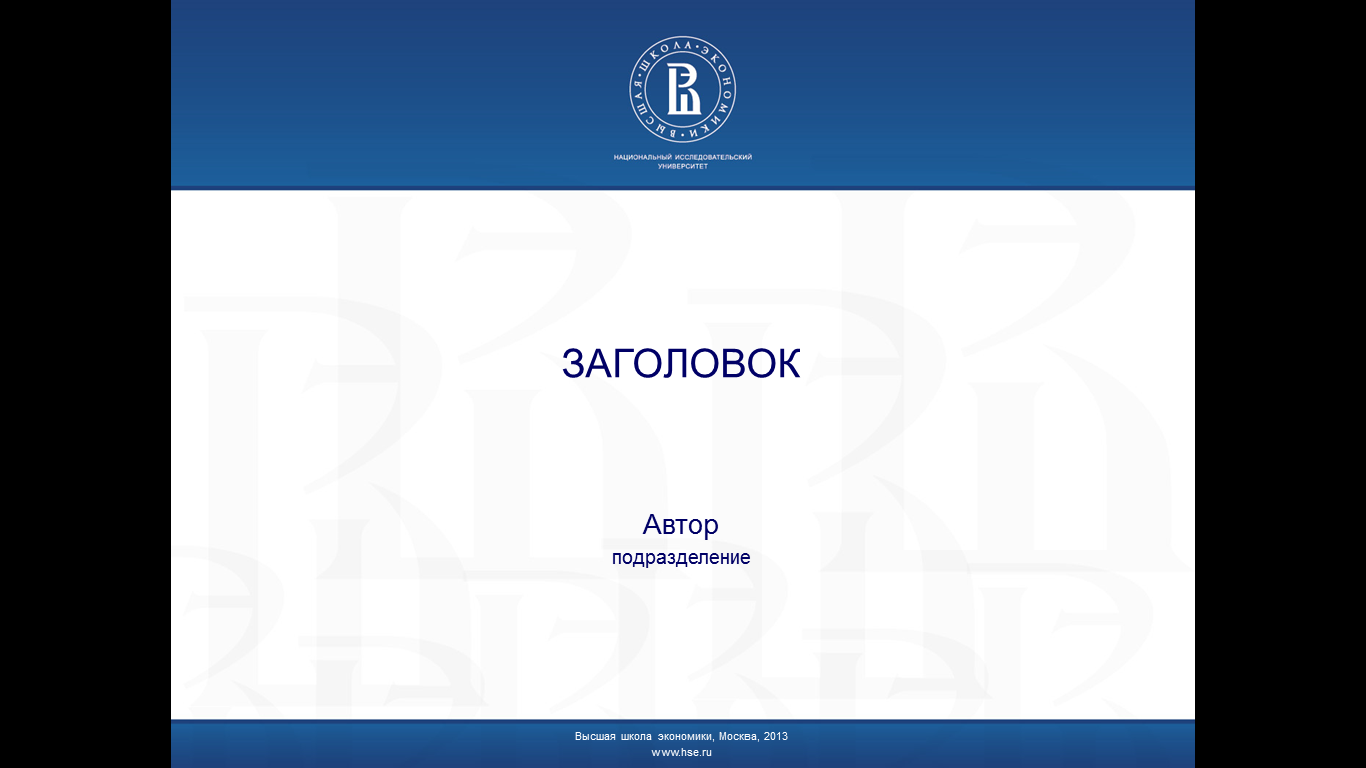 ВЫСШАЯ • ШКОЛА • ЭКОНОМИКИ •
НАЦИОНАЛЬНЫЙ ИССЛЕДОВАТЕЛЬСКИЙ
УНИВЕРСИТЕТ
ЗАГОЛОВОК
Автор
подразделение
Высшая школа экономики, Москва, 2013
www.hse.ru